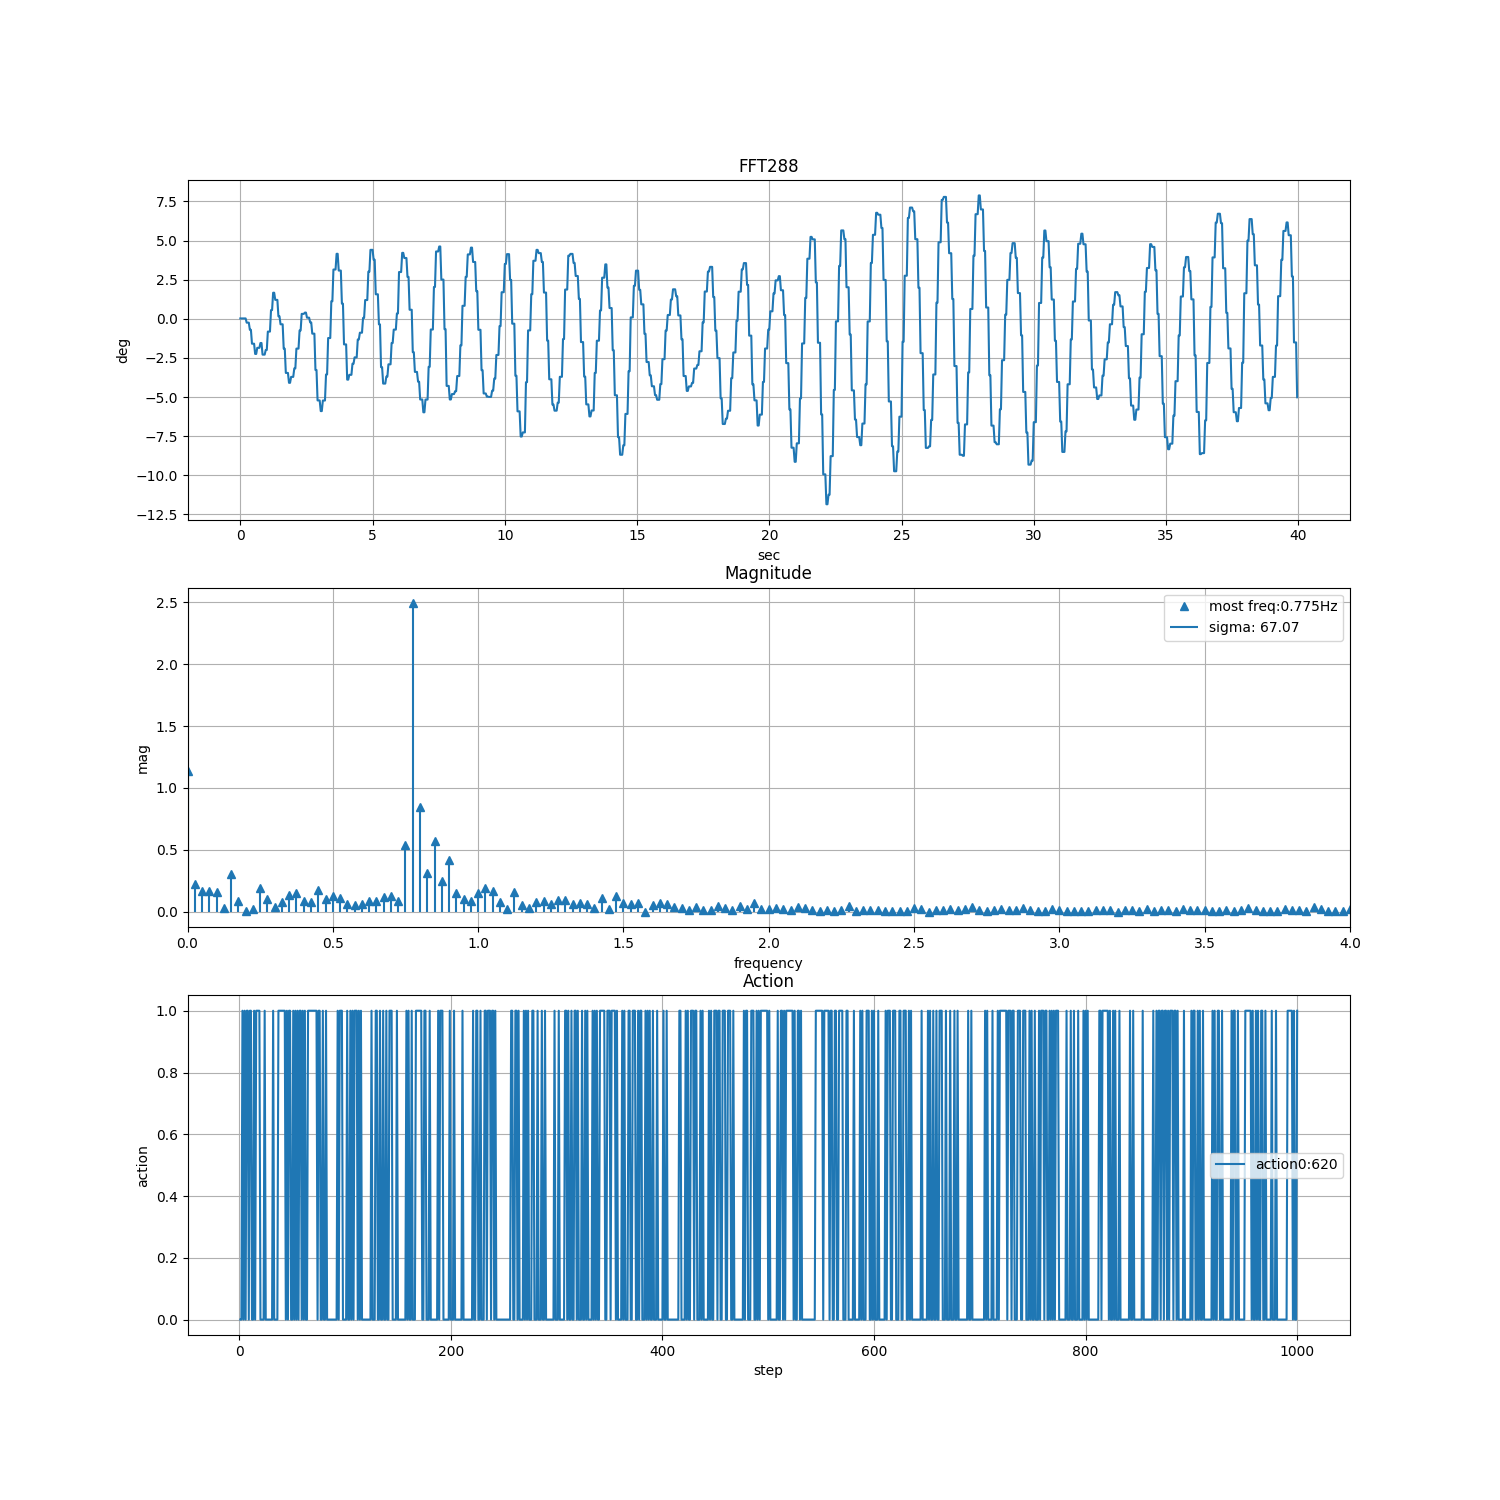 FFT288
7.5
5.0
2.5
0.0
−2.5
−5.0
−7.5
−10.0
−12.5
deg
0 5 10 15 20 25 30 35 40
sec
Magnitude
2.5
2.0
1.5
1.0
0.5
0.0
mag
most freq:0.775Hz
sigma: 67.07
0.0 0.5 1.0 1.5 2.0 2.5 3.0 3.5 4.0
frequency
Action
1.0
0.8
0.6
0.4
0.2
0.0
action
action0:620
0 200 400 600 800 1000
step